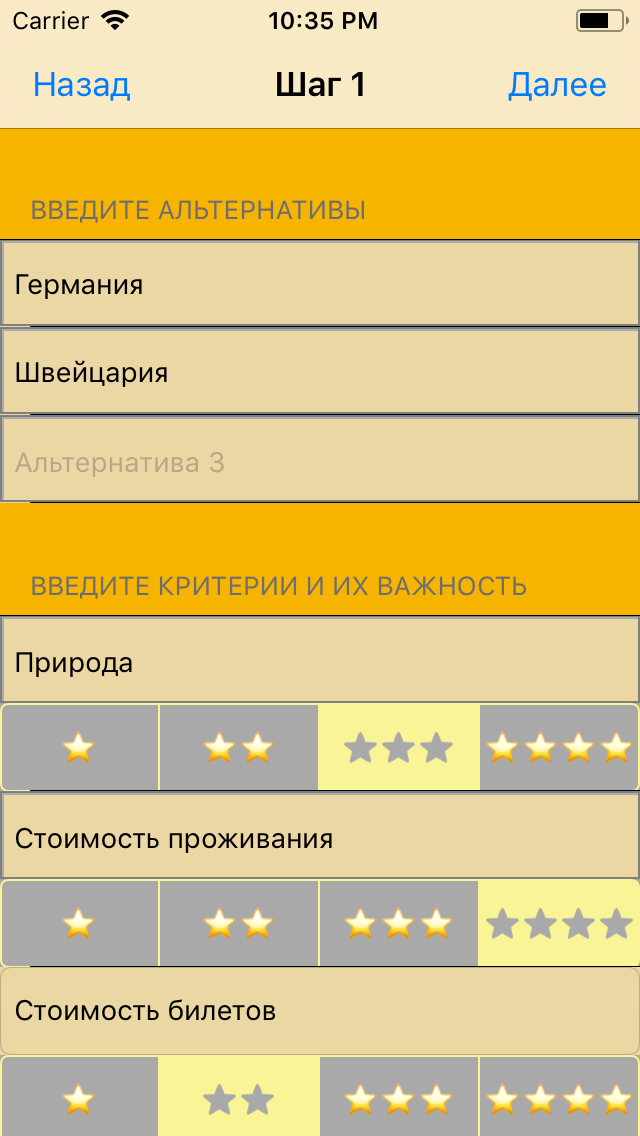 Carrier 10:35 PM
Назад Шаг 1 Далее
ВВЕДИТЕ АЛЬТЕРНАТИВЫ
Германия
Швейцария
Альтернатива 3
ВВЕДИТЕ КРИТЕРИИ И ИХ ВАЖНОСТЬ
Природа
Стоимость проживания
Стоимость билетов